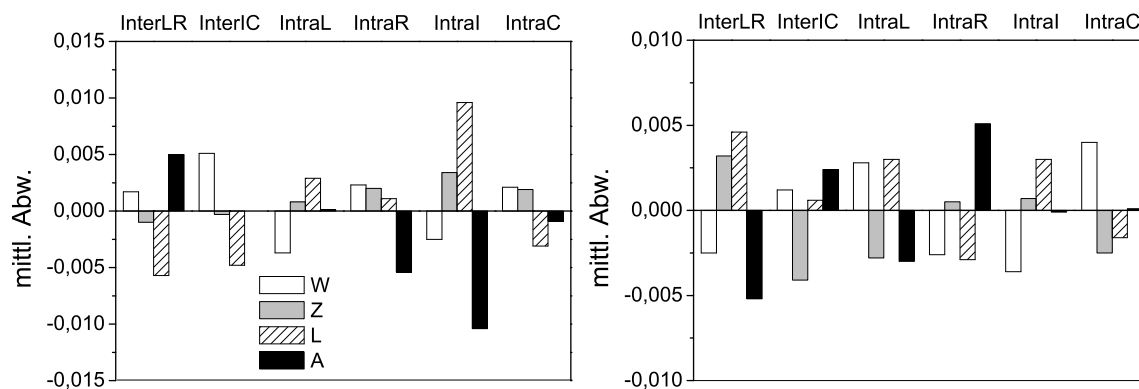 InterLR InterIC IntraL IntraR IntraI IntraC
0,015
0,010
0,005
0,000
-0,005
-0,010
-0,015
mittl. Abw.
W
Z
L
A
InterLR InterIC IntraL IntraR IntraI IntraC
0,010
0,005
0,000
-0,005
-0,010
mittl. Abw.